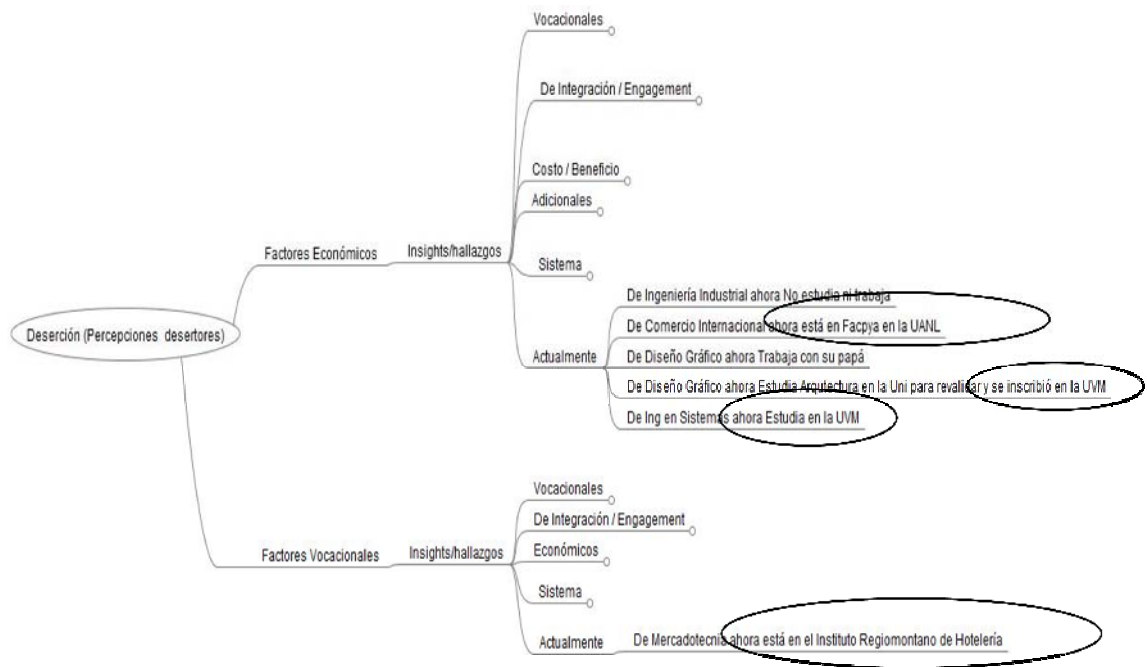 Deserción (Percepciones desertores)
Factores Económicos
Insights/hallazgos
Vocacionales
De Integración / Engagement
Costo / Beneficio
Adicionales
Sistema
Actualmente
De Ingeniería Industrial ahora No estudia ni trabaja
De Comercio Internacional ahora está en Facpya en la UANL
De Diseño Gráfico ahora Trabaja con su papá
De Diseño Gráfico ahora Estudia Arqutectura en la Uni para revalidar y se inscribió en la UVM
De Ing en Sistemas ahora Estudia en la UVM
Factores Vocacionales
Insights/hallazgos
Vocacionales
De Integración / Engagement
Económicos
Sistema
Actualmente
De Mercadotecnia ahora está en el Instituto Regiomontano de Hotelería